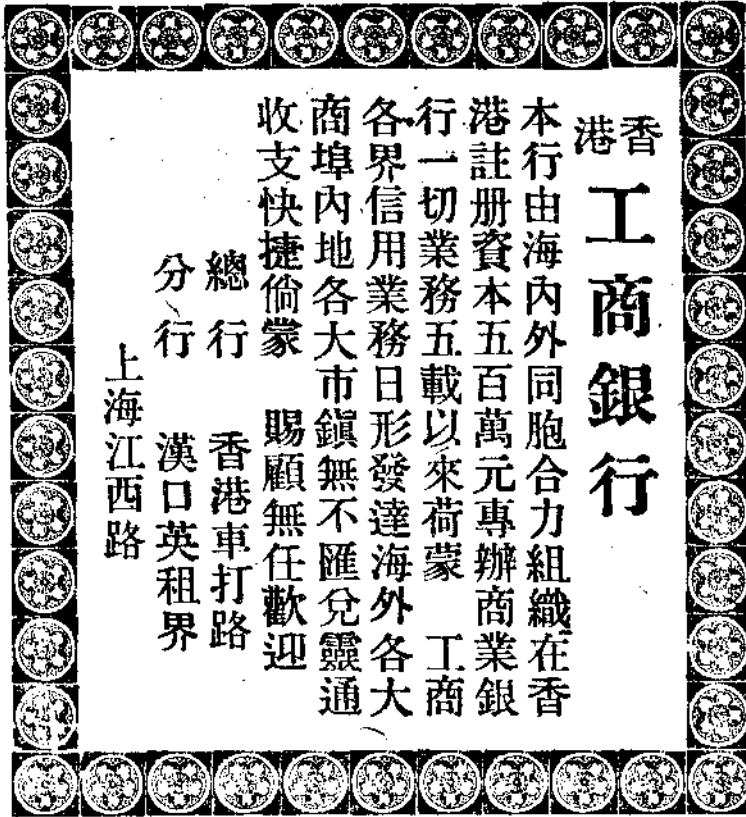 香港
工商銀行
本行由海內外同胞合力組織在香
港註册資本五百萬元專辦商業銀
行一切業務五載以來荷蒙　工商
各界信用業務日形發達海外各大
商埠內地各大市鎭無不匯兌靈通
收支快捷倘蒙　賜顧無任歡迎
總行　香港車打路
分行　漢口英租界
上海江西路